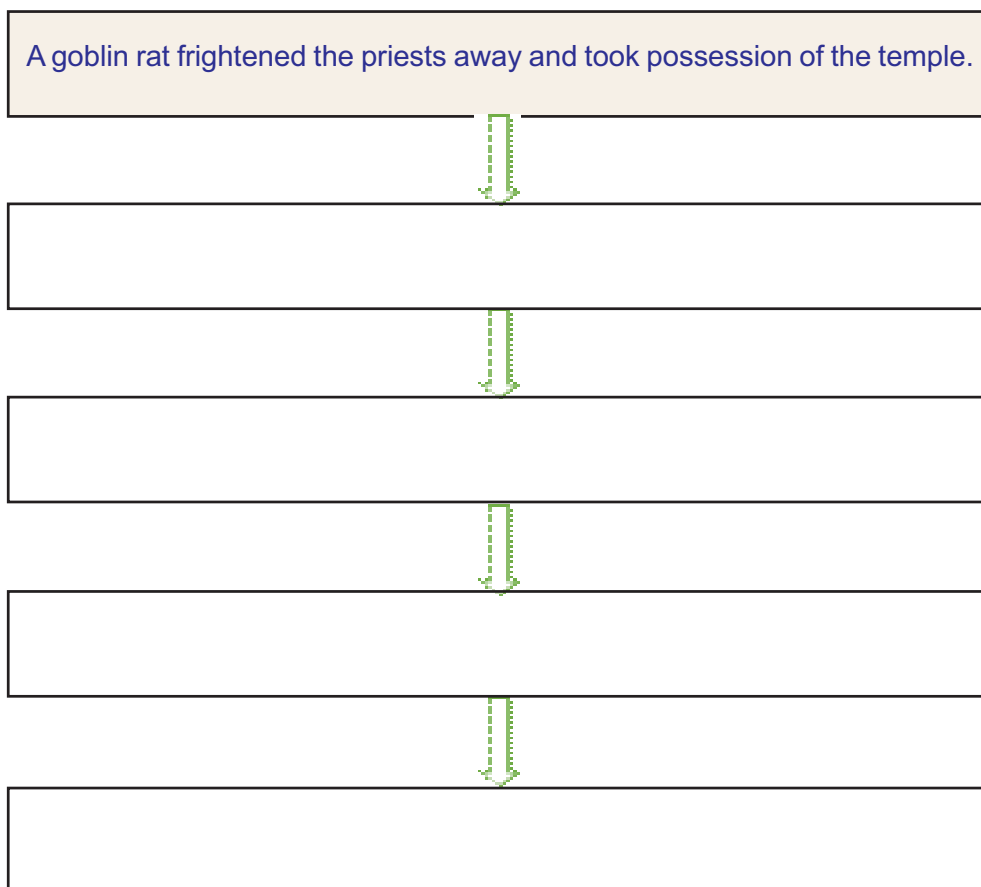 A goblin rat frightened the priests away and took possession of the temple.